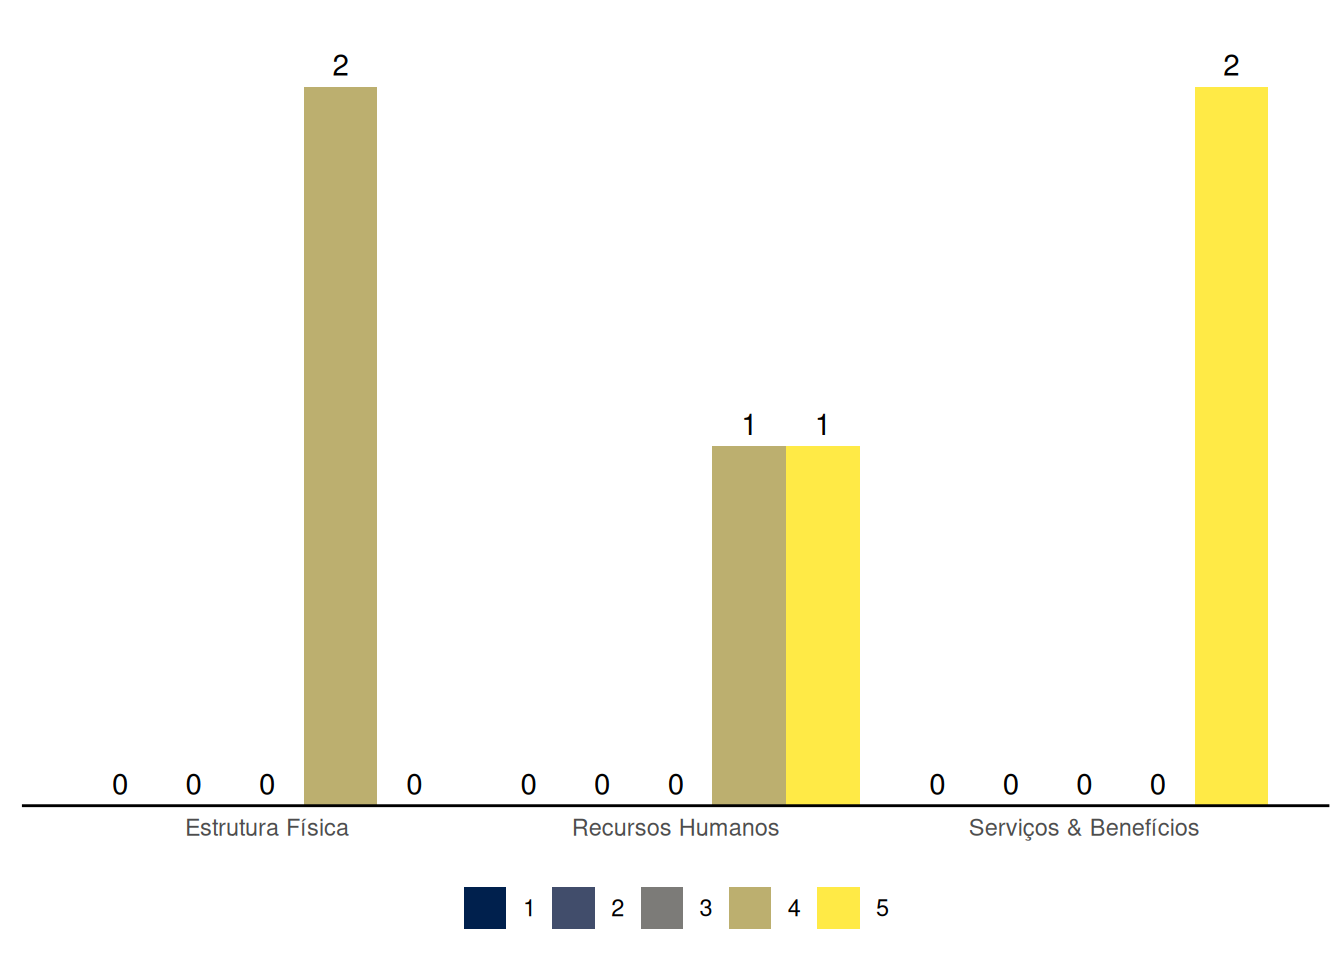 2 2
1 1
0 0 0 0 0 0 0 0 0 0 0
Estrutura Física Recursos Humanos Serviços & Benefícios
1 2 3 4 5